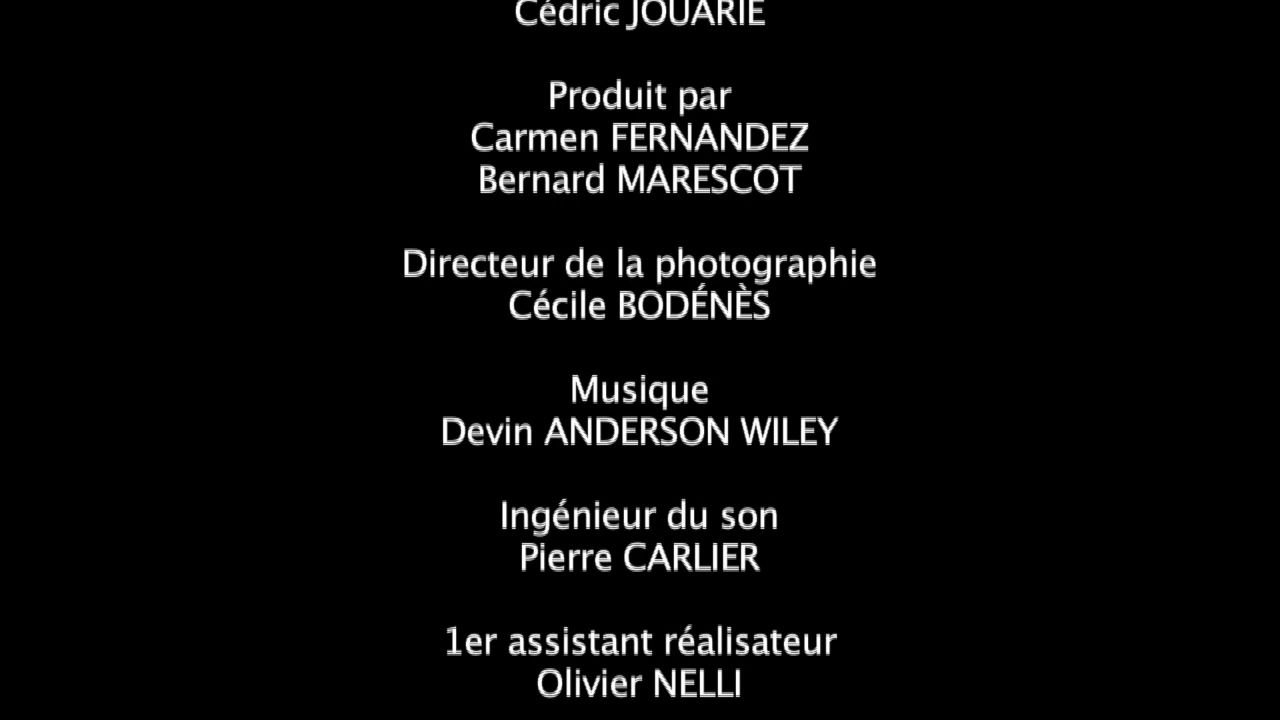 Cédric JOUARIE
Produit par
Carmen FERNANDEZ
Bernard MARESCOT
Directeur de la photographie
Cécile BODÉNÈS
Musique
Devin ANDERSON WILEY
Ingénieur du son
Pierre CARLIER
1er assistant réalisateur
Olivier NELLI